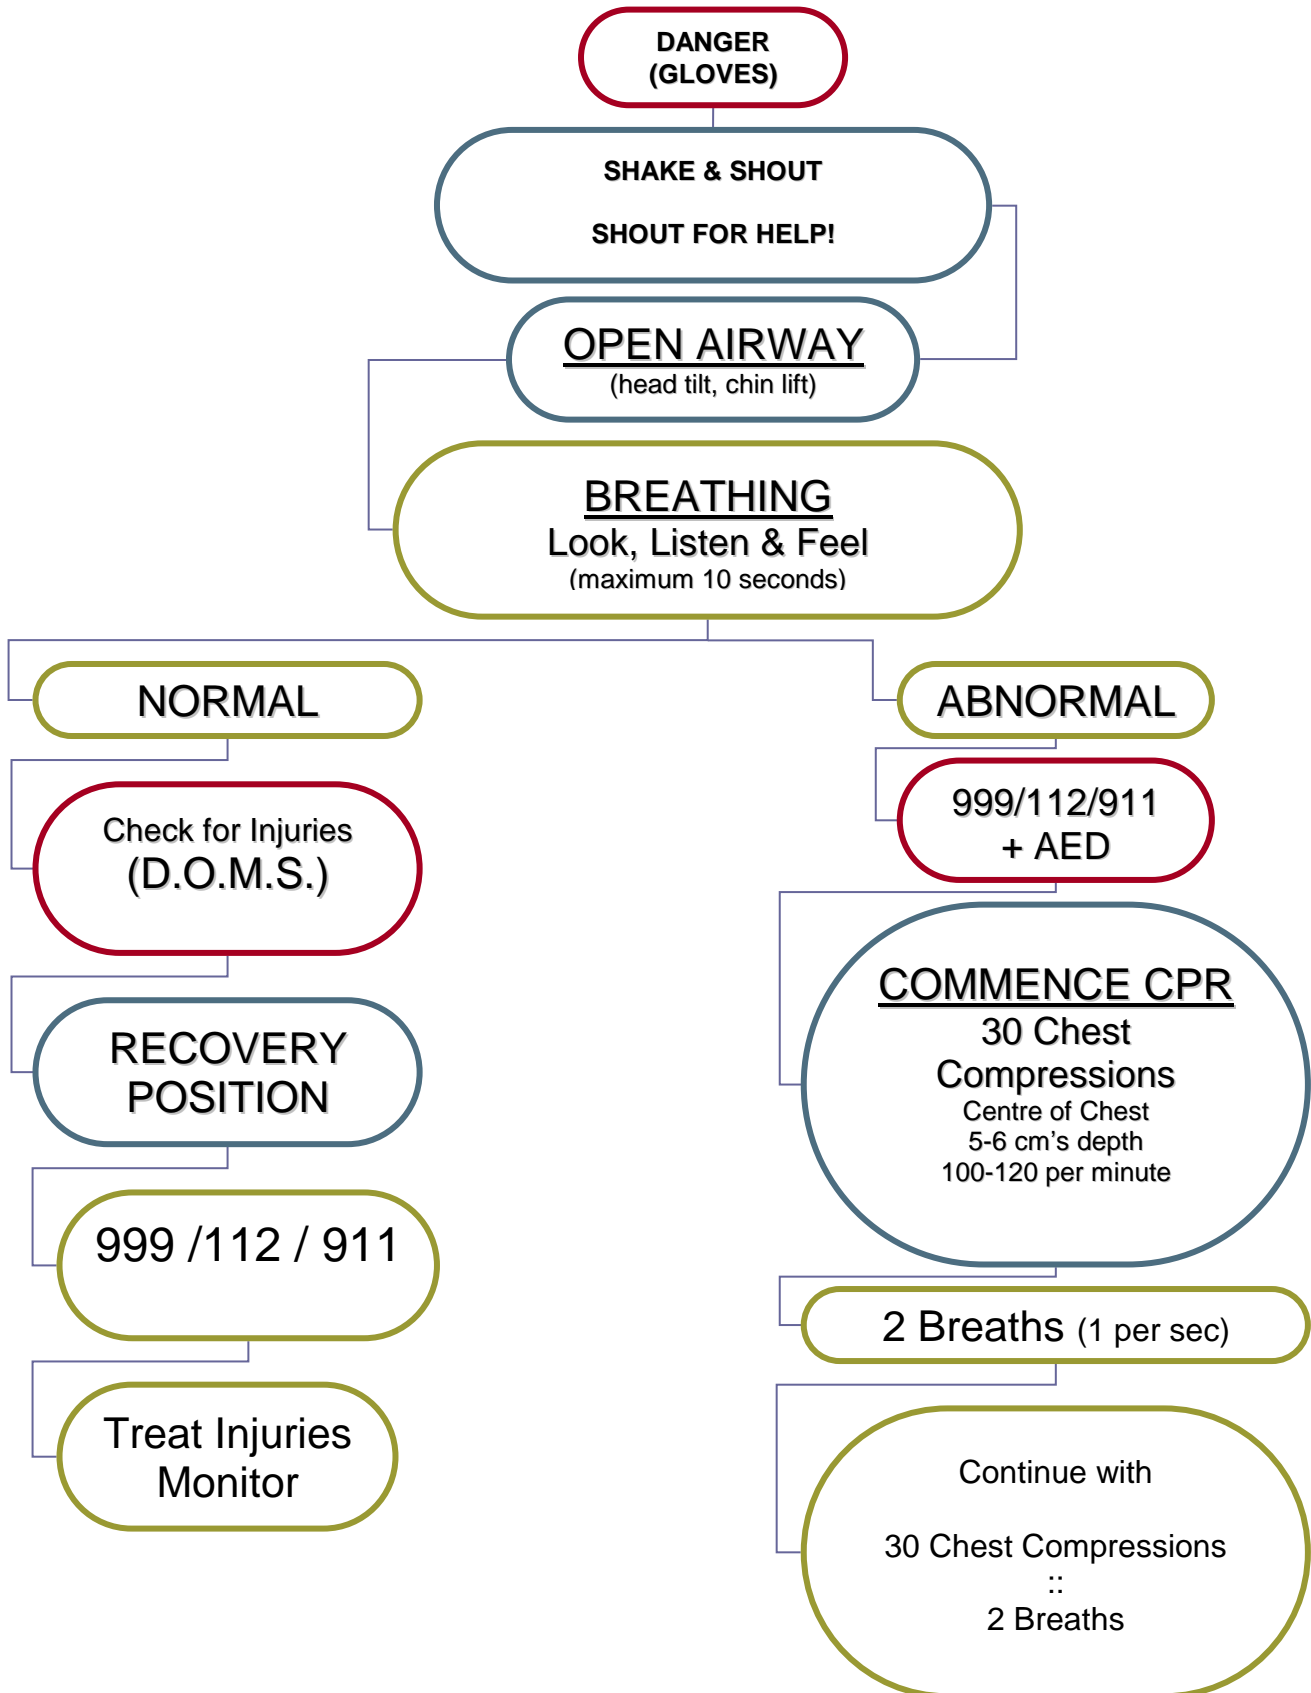 DANGER
(GLOVES)
SHAKE & SHOUT
SHOUT FOR HELP!
OPEN AIRWAY
(head tilt, chin lift)
BREATHING
Look, Listen & Feel
(maximum 10 seconds)
NORMAL
Check for Injuries
(D.O.M.S.)
RECOVERY
POSITION
999 /112 / 911
Treat Injuries
Monitor
ABNORMAL
999/112/911
+ AED
COMMENCE CPR
30 Chest
Compressions
Centre of Chest
5-6 cm’s depth
100-120 per minute
2 Breaths (1 per sec)
Continue with
30 Chest Compressions
::
2 Breaths